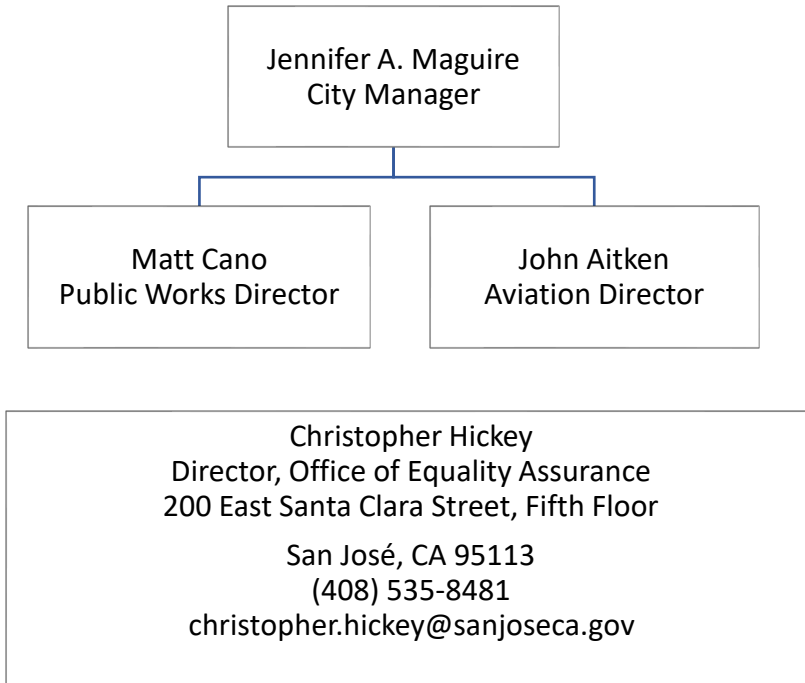 Jennifer A. Maguire
City Manager
Matt Cano
Public Works Director
John Aitken
Aviation Director
Christopher Hickey
Director, Office of Equality Assurance
200 East Santa Clara Street, Fifth Floor
San José, CA 95113
(408) 535-8481
christopher.hickey@sanjoseca.gov